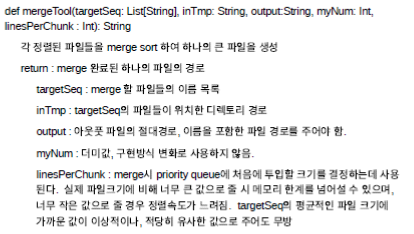 def mergeTool(targetSeq: List[String], inTmp: String, output:String, myNum: Int,
linesPerChunk : Int): String
각 정렬된 파일들을 merge sort 하여 하나의 큰 파일을 생성
return : merge 완료된 하나의 파일의 경로
targetSeq : merge 할 파일들의 이름 목록
inTmp : targetSeq의 파일들이 위치한 디렉토리 경로
output : 아웃풋 파일의 절대경로, 이름을 포함한 파일 경로를 주어야 함.
myNum : 더미값, 구현방식 변화로 사용하지 않음.
linesPerChunk : merge시 priority queue에 처음에 투입할 크기를 결정하는데 사용
된다. 실제 파일크기에 비해 너무 큰 값으로 줄 시 메모리 한계를 넘어설 수 있으며,
너무 작은 값으로 줄 경우 정렬속도가 느려짐. targetSeq의 평균적인 파일 크기에
가까운 값이 이상적이나, 적당히 유사한 값으로 주어도 무방